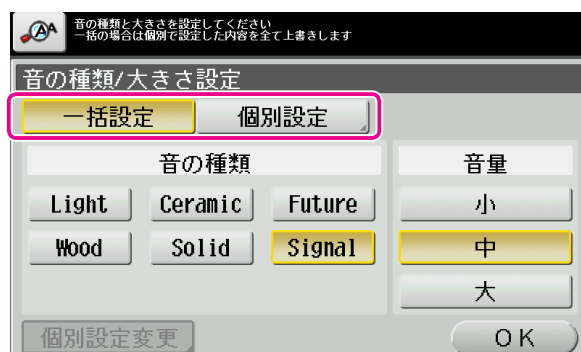 音の種類と大きさを設定してください
一括の場合は個別で設定した内容を全て上書きします
音の種類/大きさ設定
一括設定 個別設定
音の種類 音量
Light Ceramic Future 小
Wood Solid Signal 中
大
個別設定変更 OK